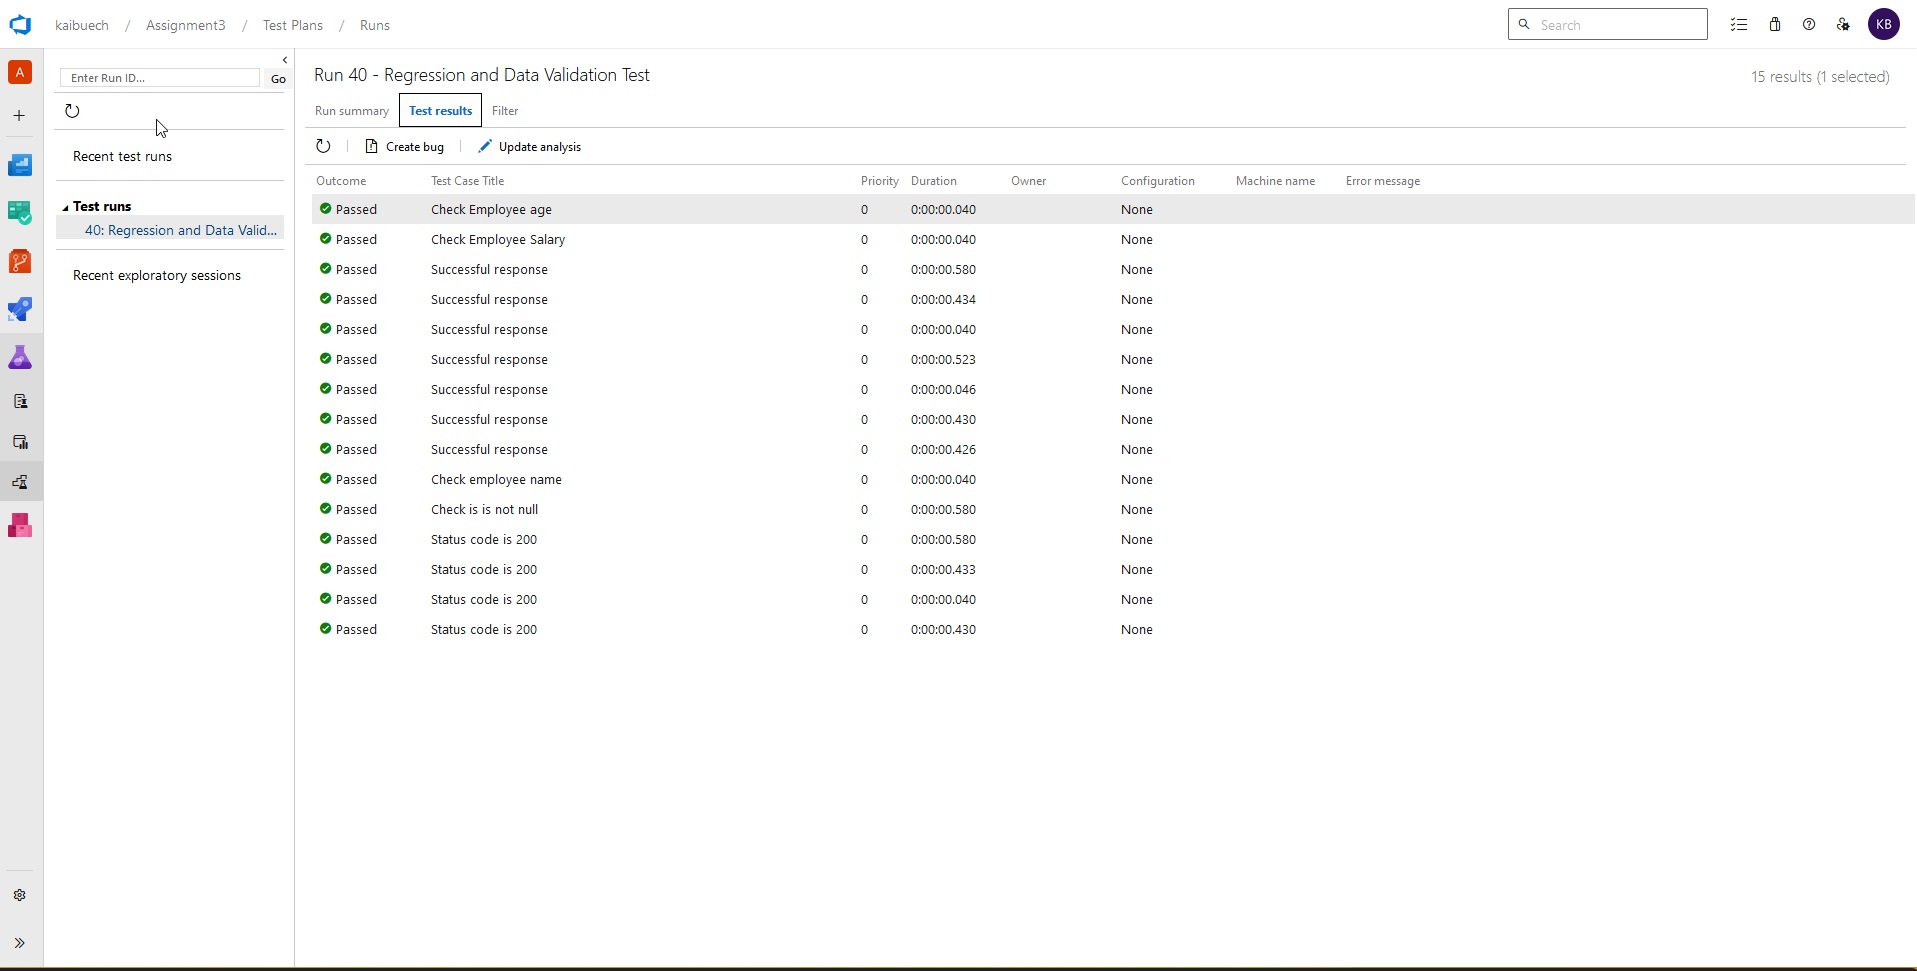 kaibuech / Assignment3 / Test Plans / Runs
Search
KB
A
Enter Run ID...
Go
Recent test runs
Test runs
40: Regression and Data Valid...
Recent exploratory sessions
Run 40 - Regression and Data Validation Test
15 results (1 selected)
Run summary Test results Filter
Create bug Update analysis
Outcome Test Case Title Priority Duration Owner Configuration Machine name Error message
Passed Check Employee age 0 0:00:00.040 None
Passed Check Employee Salary 0 0:00:00.040 None
Passed Successful response 0 0:00:00.580 None
Passed Successful response 0 0:00:00.434 None
Passed Successful response 0 0:00:00.040 None
Passed Successful response 0 0:00:00.523 None
Passed Successful response 0 0:00:00.046 None
Passed Successful response 0 0:00:00.430 None
Passed Successful response 0 0:00:00.426 None
Passed Check employee name 0 0:00:00.040 None
Passed Check is is not null 0 0:00:00.580 None
Passed Status code is 200 0 0:00:00.580 None
Passed Status code is 200 0 0:00:00.433 None
Passed Status code is 200 0 0:00:00.040 None
Passed Status code is 200 0 0:00:00.430 None